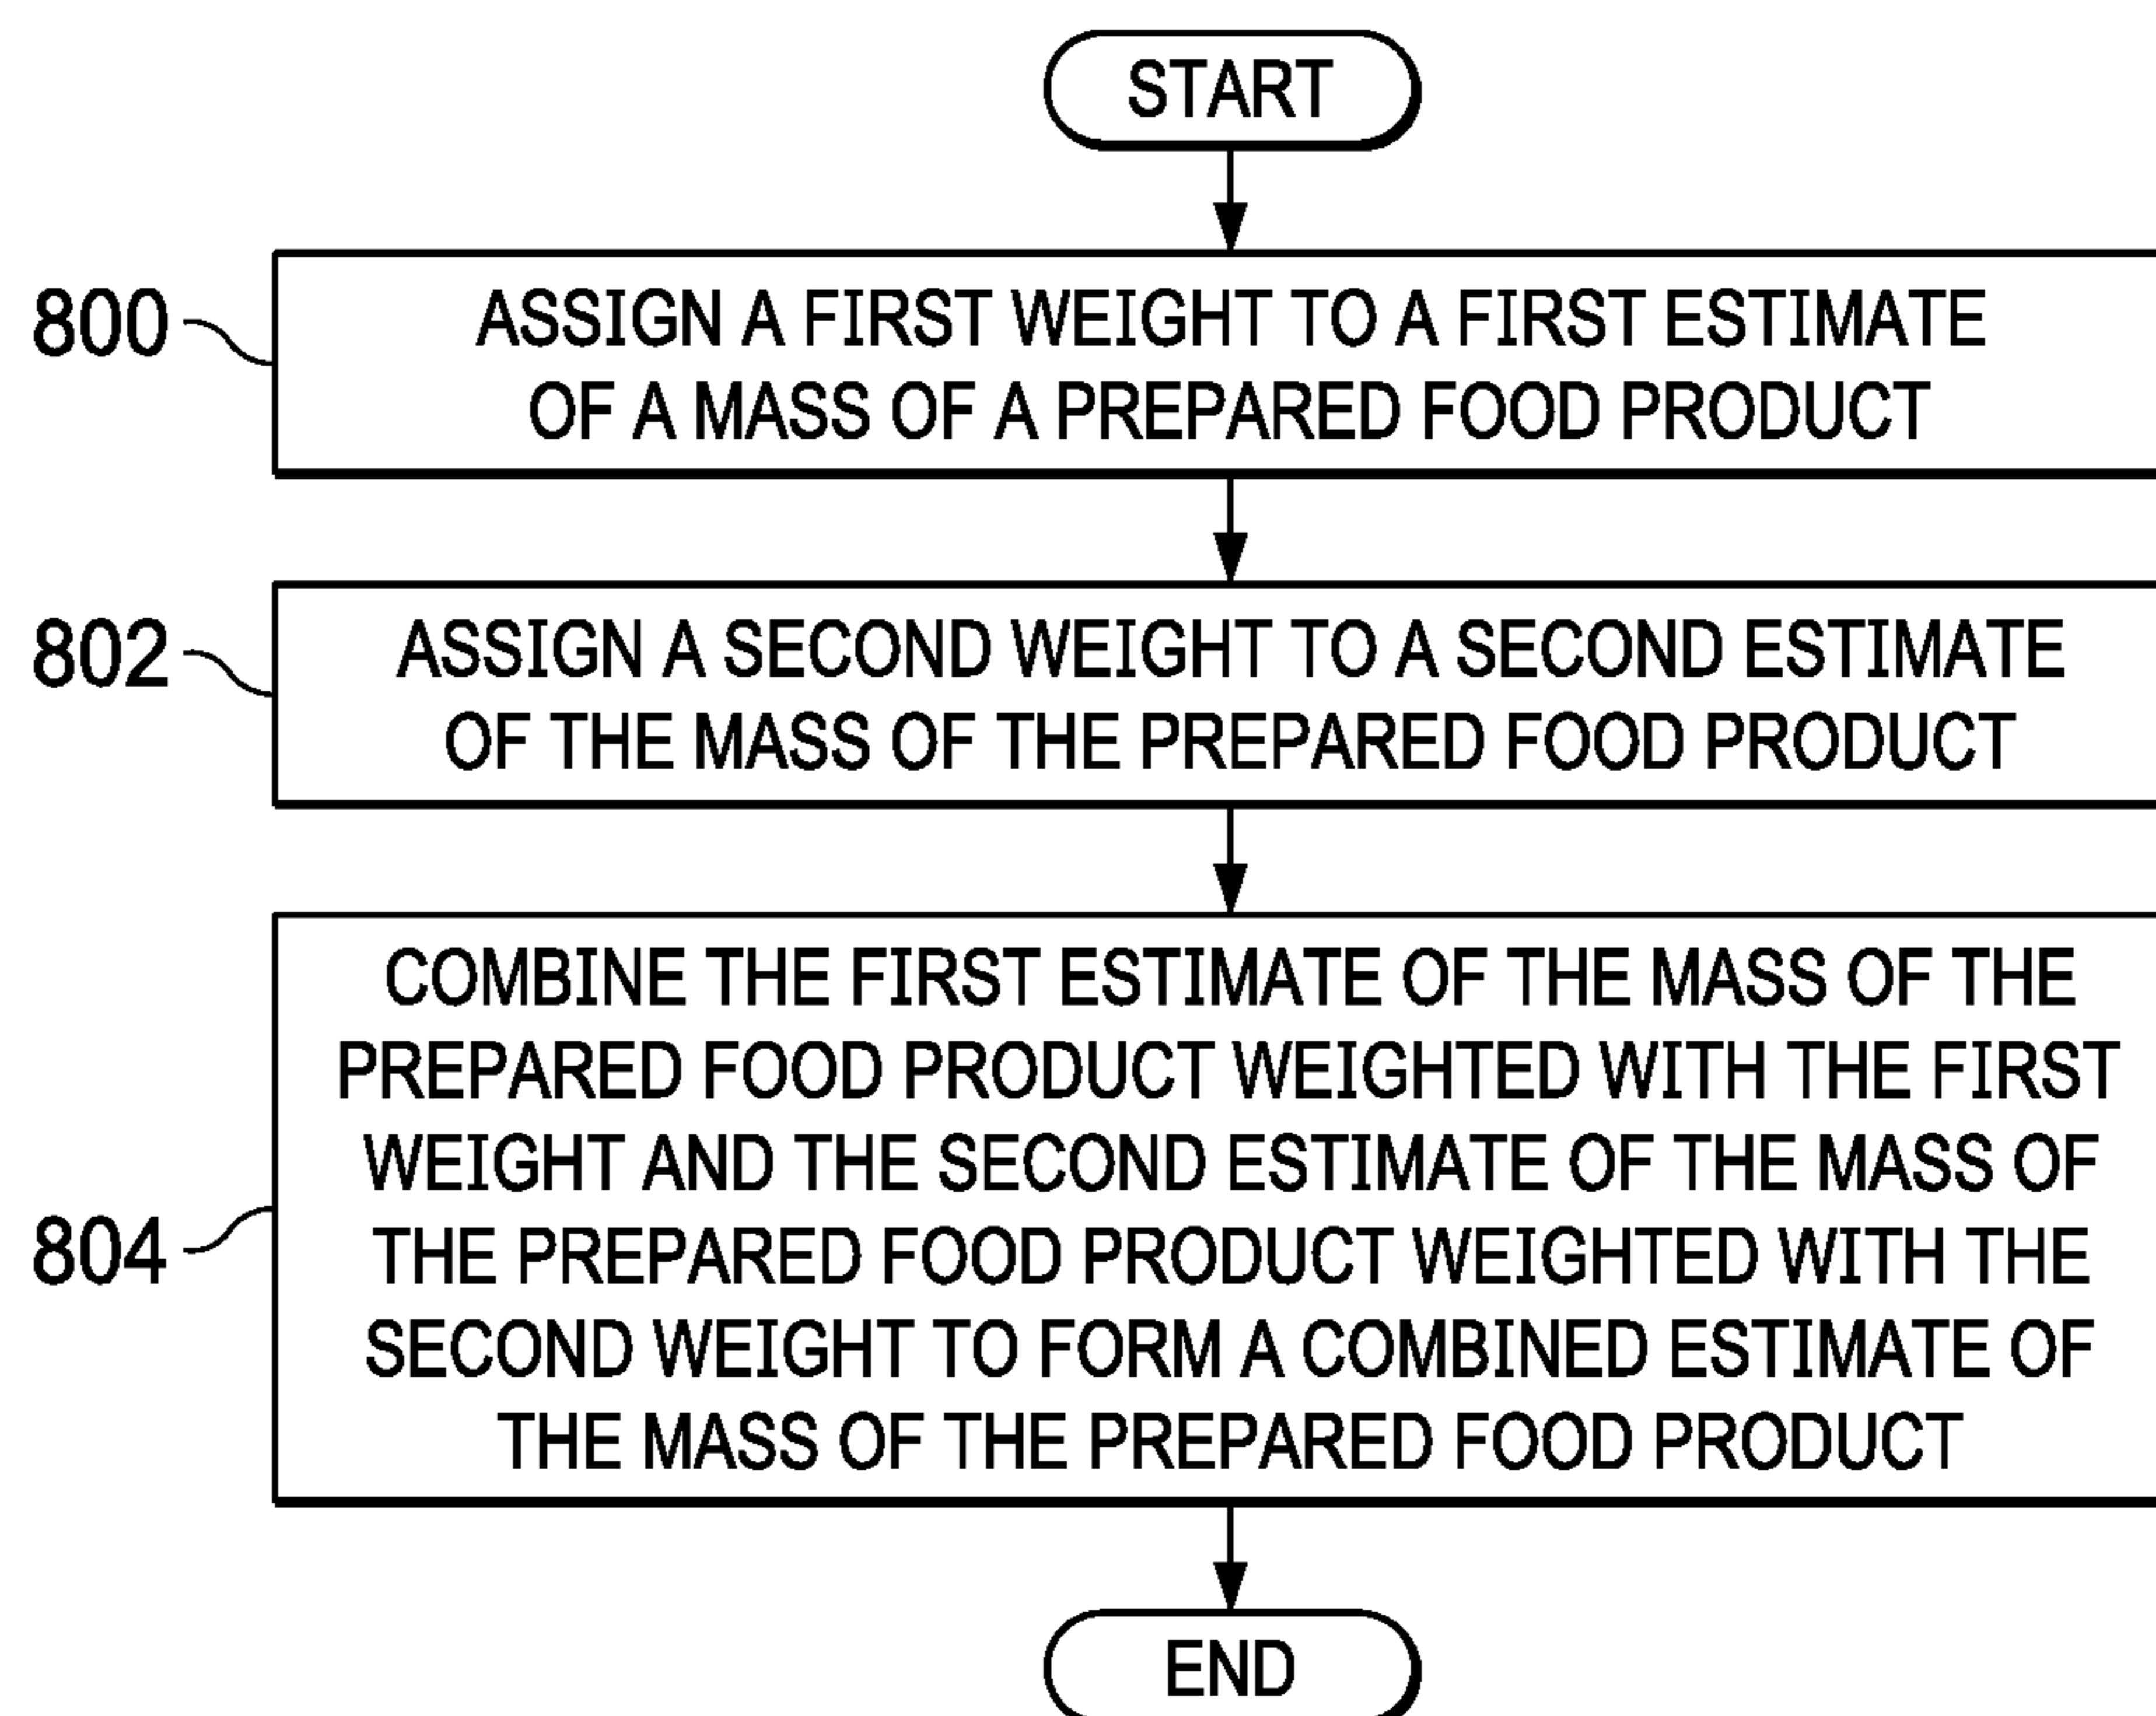 START
800
ASSIGN A FIRST WEIGHT TO A FIRST ESTIMATE
OF A MASS OF A PREPARED FOOD PRODUCT
802
ASSIGN A SECOND WEIGHT TO A SECOND ESTIMATE
OF THE MASS OF THE PREPARED FOOD PRODUCT
804
COMBINE THE FIRST ESTIMATE OF THE MASS OF THE
PREPARED FOOD PRODUCT WEIGHTED WITH THE FIRST
WEIGHT AND THE SECOND ESTIMATE OF THE MASS OF
THE PREPARED FOOD PRODUCT WEIGHTED WITH THE
SECOND WEIGHT TO FORM A COMBINED ESTIMATE OF
THE MASS OF THE PREPARED FOOD PRODUCT
END